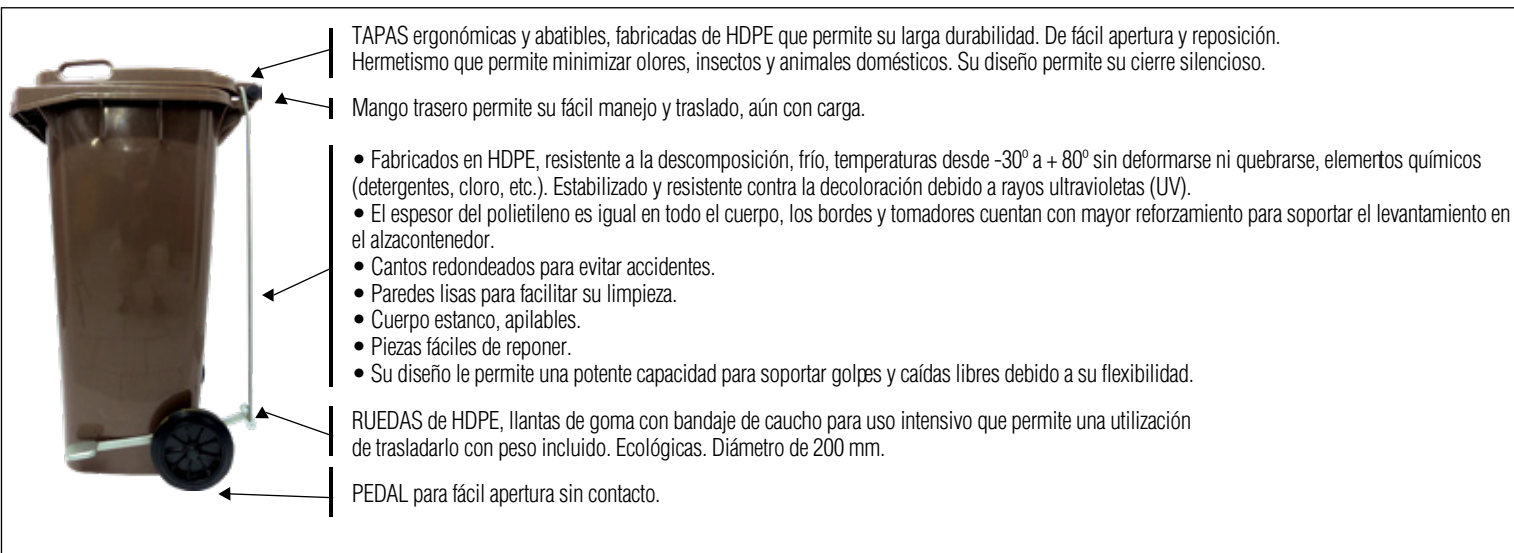 TAPAS ergonómicas y abatibles, fabricadas de HDPE que permite su larga durabilidad. De fácil apertura y reposición.
Hermetismo que permite minimizar olores, insectos y animales domésticos. Su diseño permite su cierre silencioso.
Mango trasero permite su fácil manejo y traslado, aún con carga.
• Fabricados en HDPE, resistente a la descomposición, frío, temperaturas desde -30º a + 80º sin deformarse ni quebrarse, elementos químicos
(detergentes, cloro, etc.). Estabilizado y resistente contra la decoloración debido a rayos ultravioletas (UV).
• El espesor del polietileno es igual en todo el cuerpo, los bordes y tomadores cuentan con mayor reforzamiento para soportar el levantamiento en
el alzacontenedor.
• Cantos redondeados para evitar accidentes.
• Paredes lisas para facilitar su limpieza.
• Cuerpo estanco, apilables.
• Piezas fáciles de reponer.
• Su diseño le permite una potente capacidad para soportar golpes y caídas libres debido a su flexibilidad.
RUEDAS de HDPE, llantas de goma con bandaje de caucho para uso intensivo que permite una utilización
de trasladarlo con peso incluido. Ecológicas. Diámetro de 200 mm.
PEDAL para fácil apertura sin contacto.